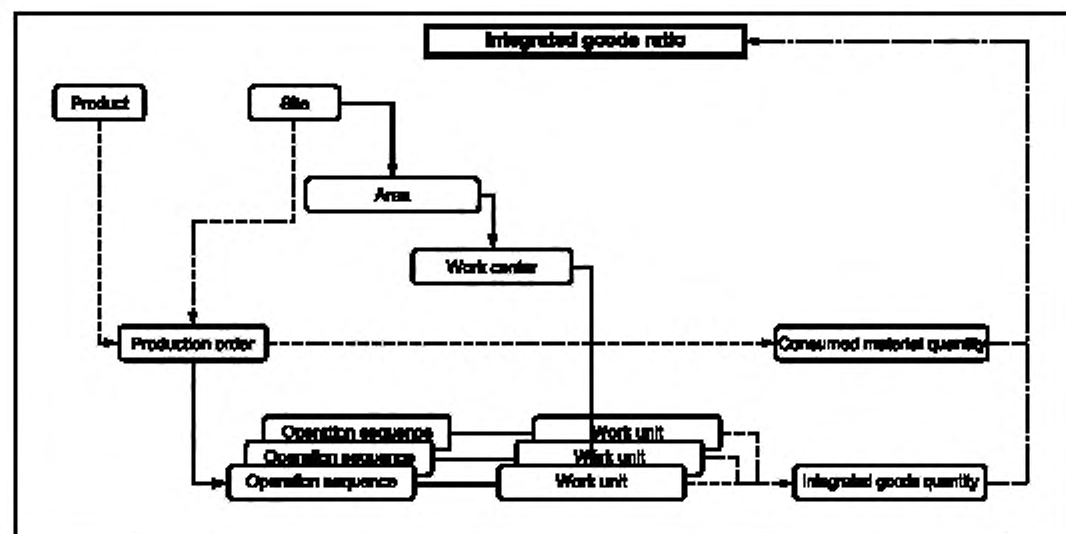 Integrated goods ratio
Product
Site
Area
Work center
Production order
Consumed material quantity
Operation sequence
Work unit
Operation sequence
Work unit
Operation sequence
Work unit
Integrated goods quantity